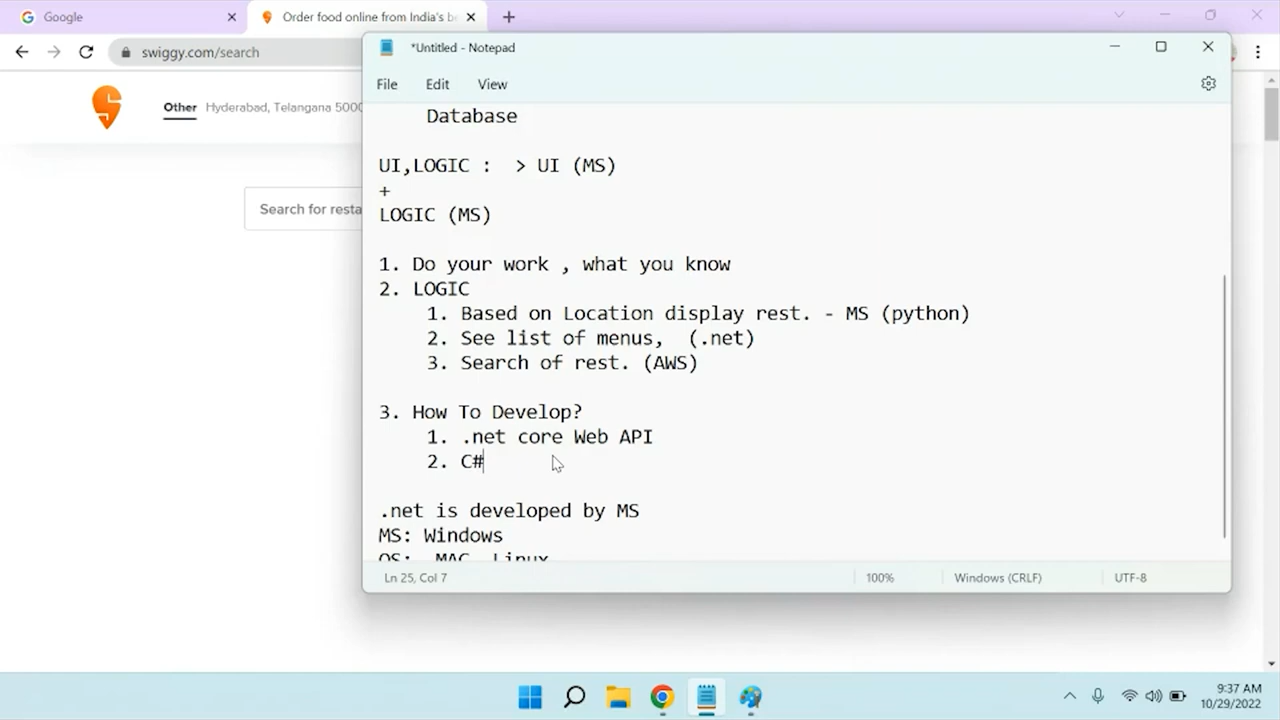 Google
Order food online from India's be
swiggy.com/search
*Untitled - Notepad
File Edit View
Other Hyderabad, Telangana 5000
Search for resta
Database
UI,LOGIC :  > UI (MS)
+
LOGIC (MS)
1. Do your work , what you know
2. LOGIC
1. Based on Location display rest. - MS (python)
2. See list of menus,  (.net)
3. Search of rest. (AWS)
3. How To Develop?
1. .net core Web API
2. C#
.net is developed by MS
MS: Windows
OS:  MAC, Linux
Ln 25, Col 7
100%
Windows (CRLF)
UTF-8
9:37 AM
10/29/2022